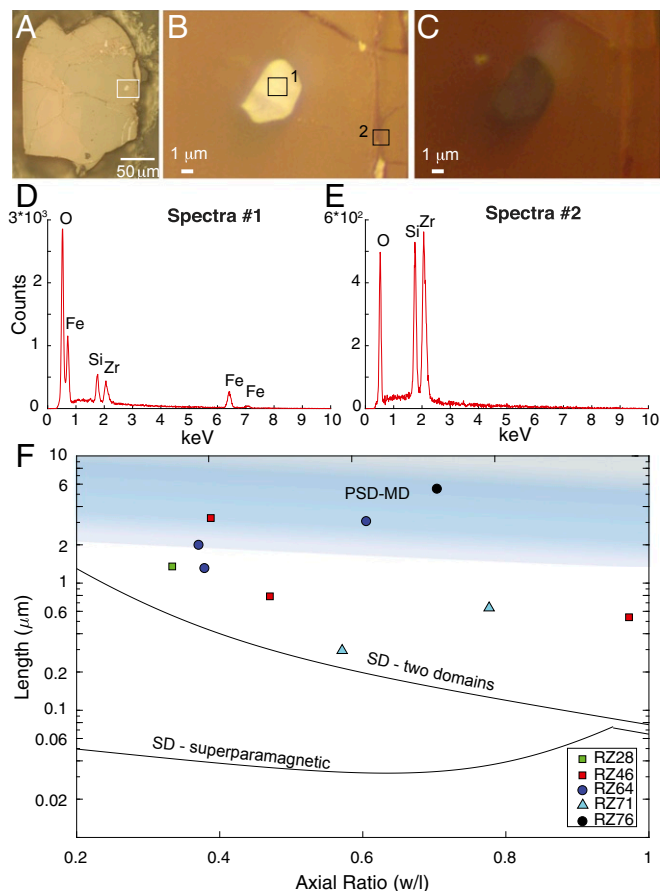 A
B
C
1
2
50 μm
1 μm
1 μm
D
Spectra #1
3*10³
2
1
0
Counts
O
Fe
Si
Zr
Fe
Fe
0 1 2 3 4 5 6 7 8 9 10
keV
E
Spectra #2
6*10²
4
2
0
O
Si
Zr
0 1 2 3 4 5 6 7 8 9 10
keV
F
10
6
2
1
0.6
0.2
0.1
0.06
0.02
Length (μm)
PSD-MD
SD - two domains
SD - superparamagnetic
RZ28
RZ46
RZ64
RZ71
RZ76
0.2 0.4 0.6 0.8 1
Axial Ratio (w/l)